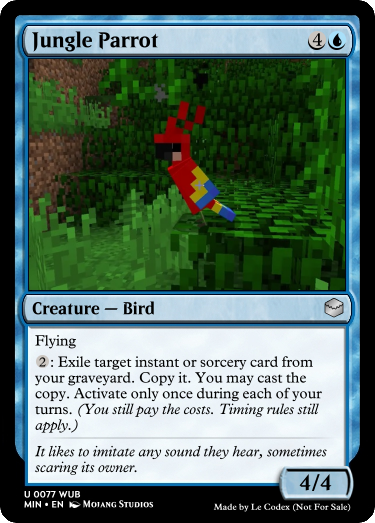 Jungle Parrot 4
Creature — Bird
Flying
2: Exile target instant or sorcery card from
your graveyard. Copy it. You may cast the
copy. Activate only once during each of your
turns. (You still pay the costs. Timing rules still
apply.)
It likes to imitate any sound they hear, sometimes
scaring its owner.
4/4
U 0077 WUB
MIN • EN Mojang Studios
Made by Le Codex (Not For Sale)